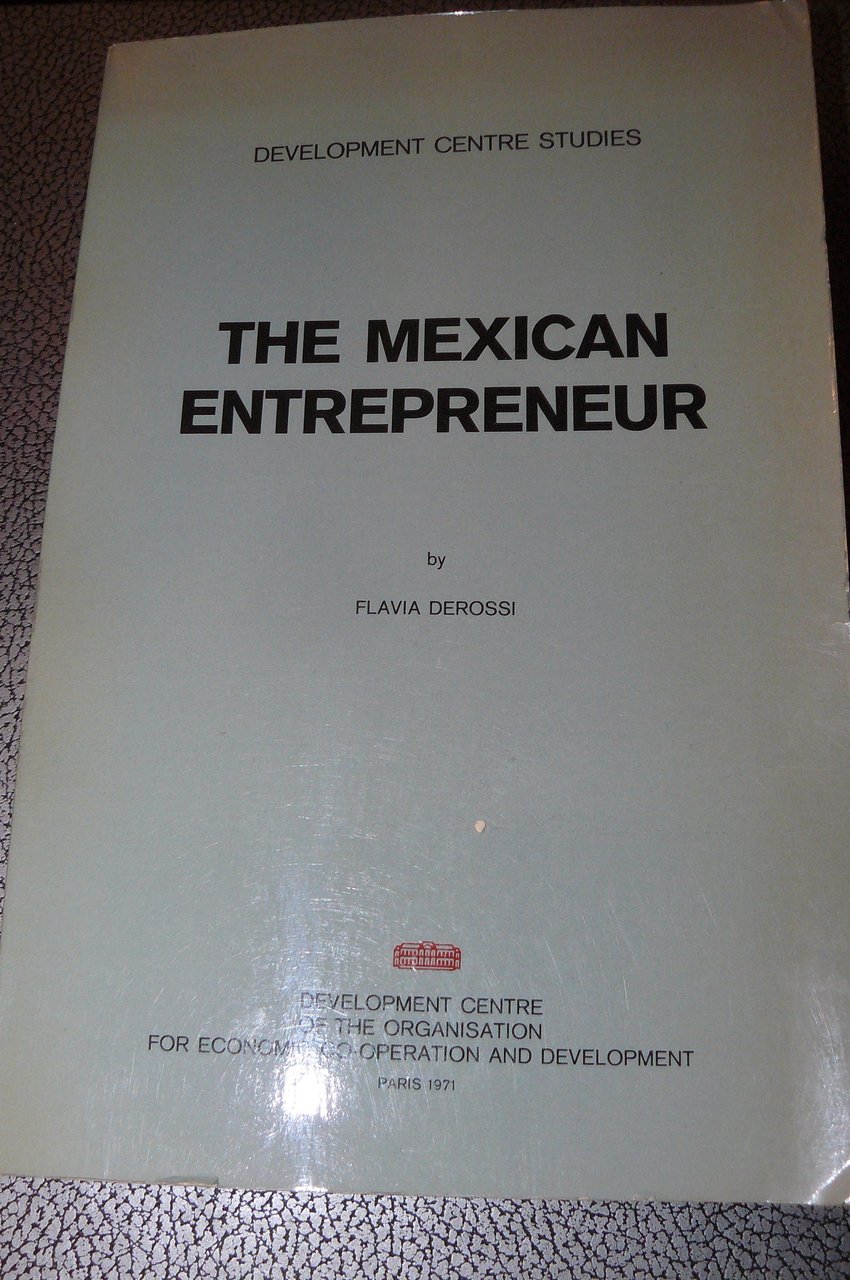 DEVELOPMENT CENTRE STUDIES
THE MEXICAN
ENTREPRENEUR
by
FLAVIA DEROSSI
DEVELOPMENT CENTRE
OF THE ORGANISATION
FOR ECONOMIC CO-OPERATION AND DEVELOPMENT
PARIS 1971